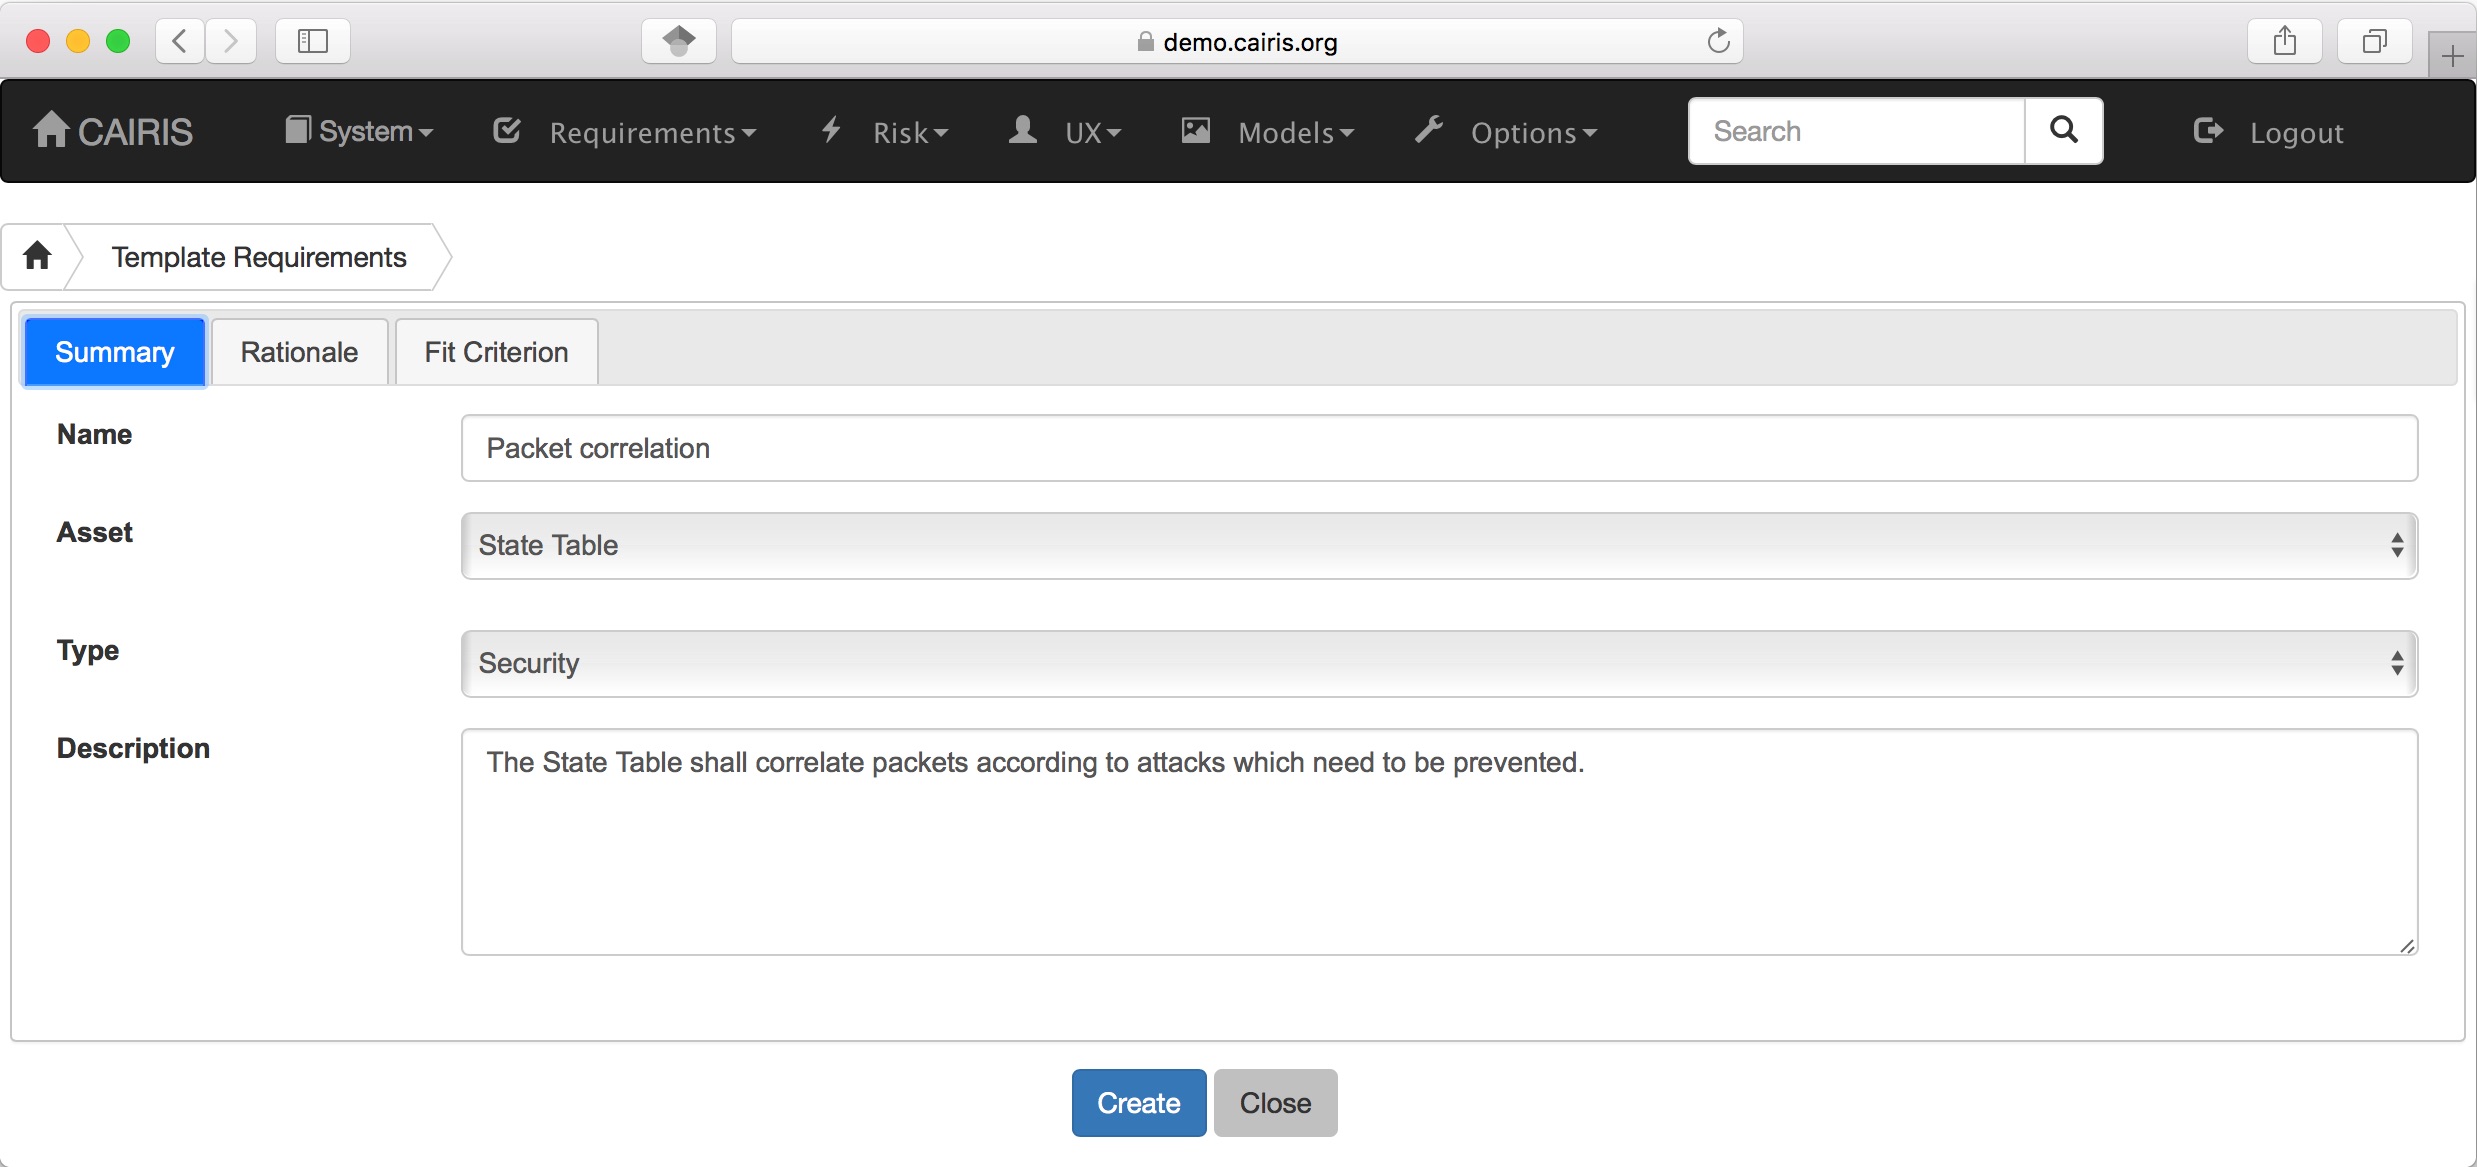 demo.cairis.org
CAIRIS System Requirements Risk UX Models Options Search Logout
Template Requirements
Summary Rationale Fit Criterion
Name Packet correlation
Asset State Table
Type Security
Description The State Table shall correlate packets according to attacks which need to be prevented.
Create Close